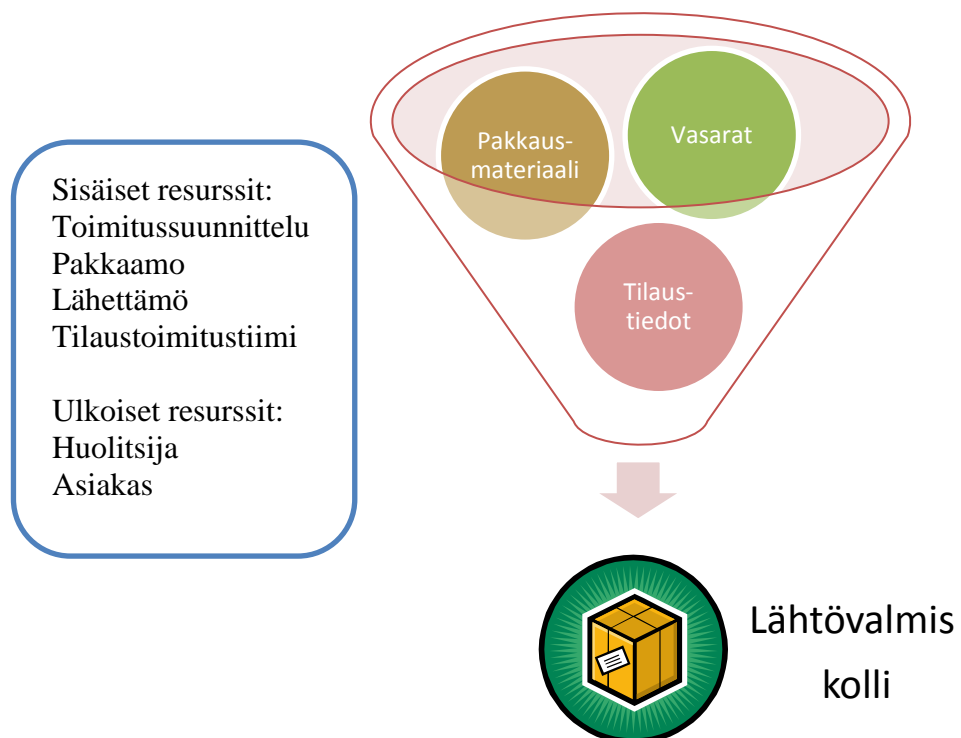 Sisäiset resurssit:
Toimitussuunnittelu
Pakkaamo
Lähettämö
Tilaustoimitustiimi
Ulkoiset resurssit:
Huolitsija
Asiakas
Pakkaus-
materiaali
Vasarat
Tilaus-
tiedot
Lähtövalmis
kolli